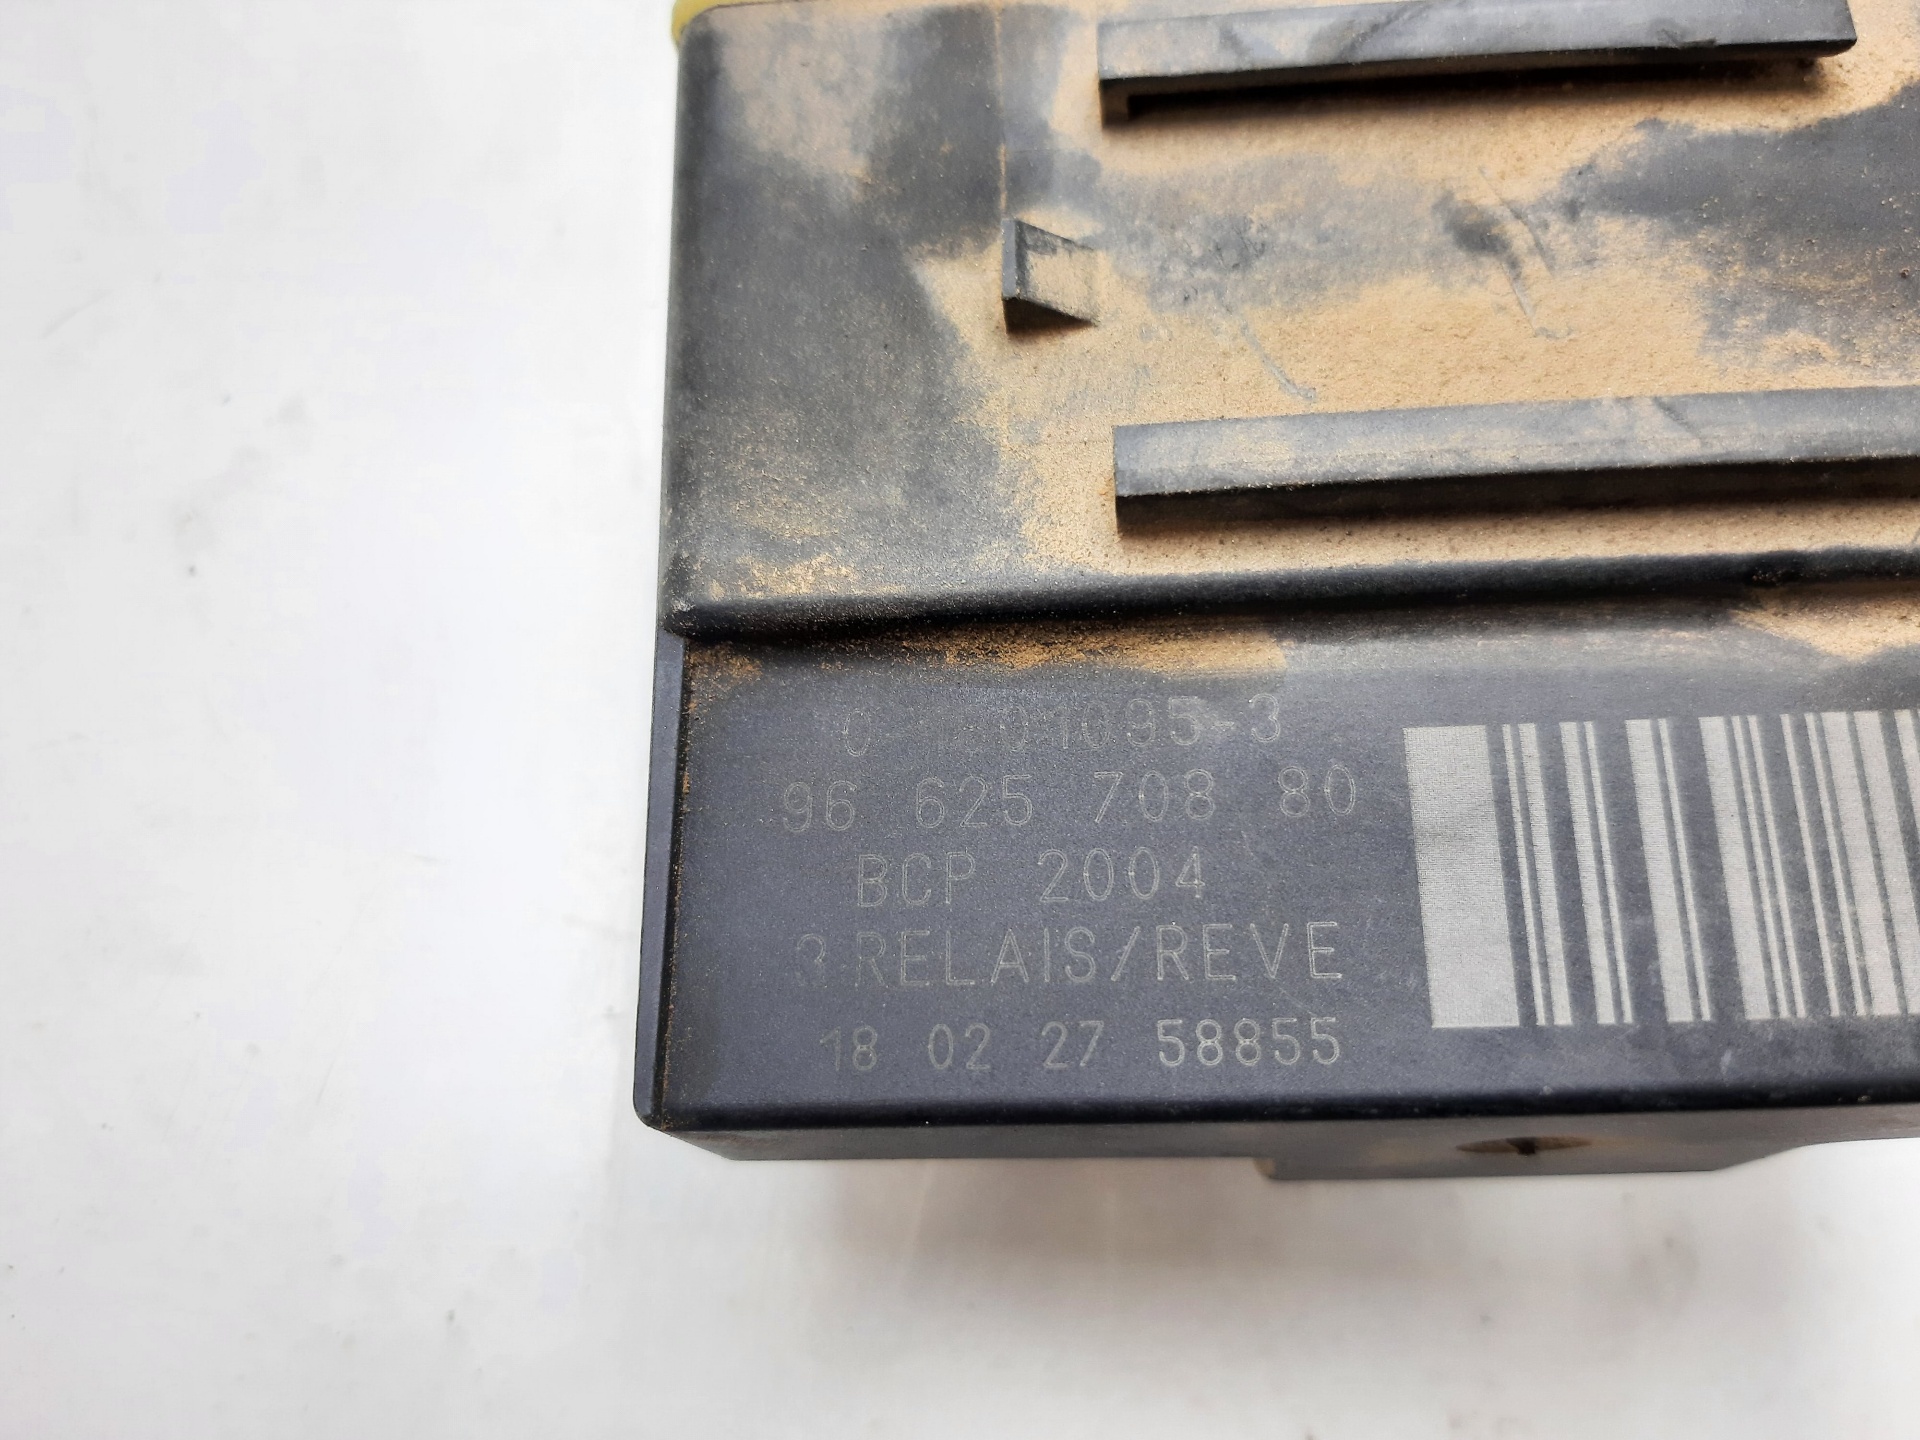 96 625 708 80
BCP 2004
RELAIS/REVE
18 02 27 58855